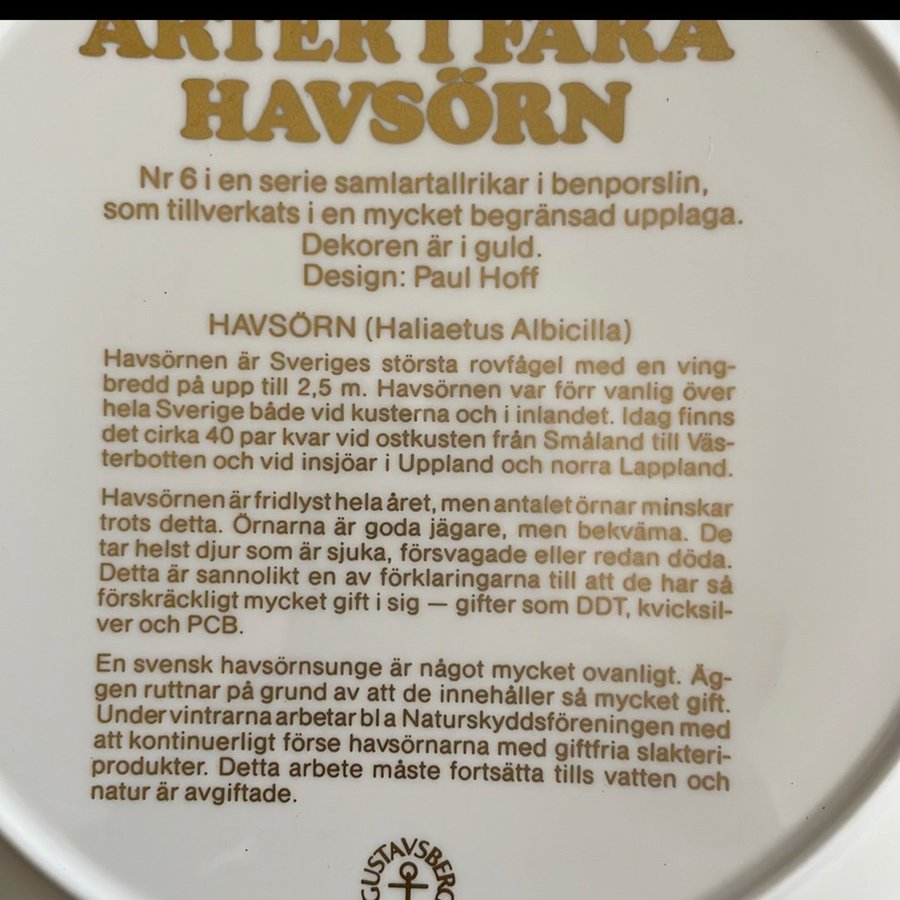 ARTER I FARA
HAVSÖRN
Nr 6 i en serie samlartallrikar i benporslin,
som tillverkats i en mycket begränsad upplaga.
Dekoren är i guld.
Design: Paul Hoff
HAVSÖRN (Haliaetus Albicilla)
Havsörnen är Sveriges största rovfågel med en ving-
bredd på upp till 2,5 m. Havsörnen var förr vanlig över
hela Sverige både vid kusterna och i inlandet. Idag finns
det cirka 40 par kvar vid ostkusten från Småland till Väs-
terbotten och vid insjöar i Uppland och norra Lappland.
Havsörnen är fridlyst hela året, men antalet örnar minskar
trots detta. Örnarna är goda jägare, men bekväma. De
tar helst djur som är sjuka, försvagade eller redan döda.
Detta är sannolikt en av förklaringarna till att de har så
förskräckligt mycket gift i sig — gifter som DDT, kvicksil-
ver och PCB.
En svensk havsörnsunge är något mycket ovanligt. Äg-
gen ruttnar på grund av att de innehåller så mycket gift.
Under vintrarna arbetar bl a Naturskyddsföreningen med
att kontinuerligt förse havsörnarna med giftfria slakteri-
produkter. Detta arbete måste fortsätta tills vatten och
natur är avgiftade.
GUSTAVSBERG